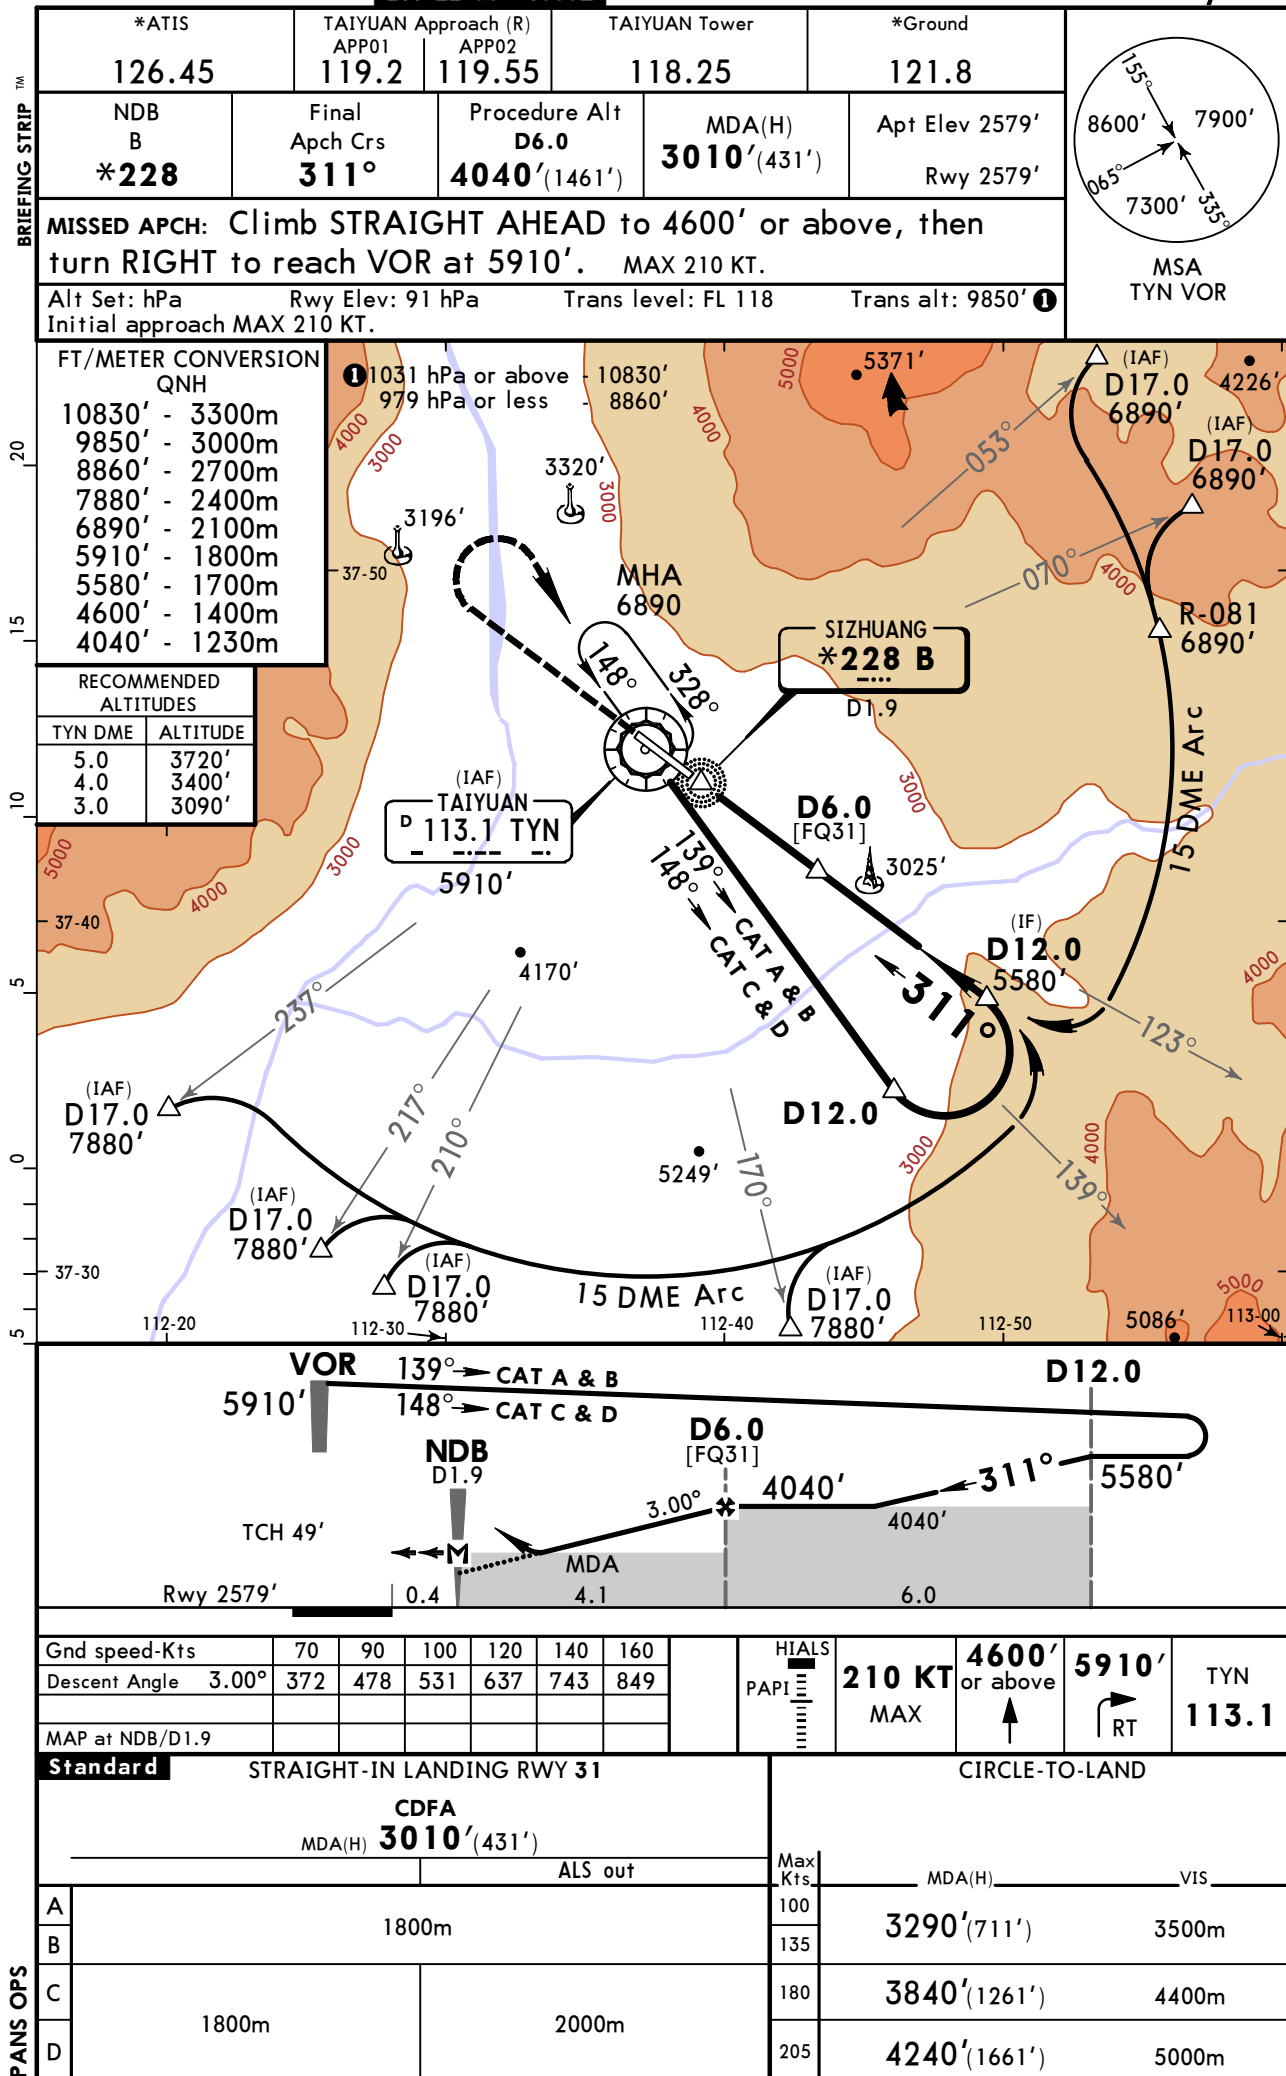 *ATIS
126.45
TAIYUAN Approach (R)
APP01 APP02
119.2 119.55
TAIYUAN Tower
118.25
*Ground
121.8
BRIEFING STRIP ™
NDB
B
*228
Final
Apch Crs
311°
Procedure Alt
D6.0
4040'(1461')
MDA(H)
3010'(431')
Apt Elev 2579'
Rwy 2579'
155°
8600' 7900'
065°
7300' 335°
MSA
TYN VOR
MISSED APCH: Climb STRAIGHT AHEAD to 4600' or above, then
turn RIGHT to reach VOR at 5910'. MAX 210 KT.
Alt Set: hPa Rwy Elev: 91 hPa Trans level: FL 118 Trans alt: 9850' 1
Initial approach MAX 210 KT.
FT/METER CONVERSION
QNH
10830' - 3300m
9850' - 3000m
8860' - 2700m
7880' - 2400m
6890' - 2100m
5910' - 1800m
5580' - 1700m
4600' - 1400m
4040' - 1230m
RECOMMENDED
ALTITUDES
TYN DME ALTITUDE
5.0 3720'
4.0 3400'
3.0 3090'
1 1031 hPa or above - 10830'
979 hPa or less - 8860'
4000
3000
5000
4000
3000
5371'
053°
(IAF)
D17.0
6890'
4226'
(IAF)
D17.0
6890'
070°
4000
R-081
6890'
3320'
3196'
37-50
MHA
6890
148°
328°
SIZHUANG
*228 B
D1.9
(IAF)
TAIYUAN
D 113.1 TYN
5910'
3000
15 DME Arc
D6.0
[FQ31]
3025'
139°
CAT A & B
148°
CAT C & D
5000
4000
3000
37-40
4170'
237°
(IF)
D12.0
5580'
311°
4000
123°
(IAF)
D17.0
7880'
217°
210°
D12.0
5249'
170°
3000
4000
139°
(IAF)
D17.0
7880'
(IAF)
D17.0
7880'
15 DME Arc
(IAF)
D17.0
7880'
37-30
5000
5086'
113-00
112-20
112-30
112-40
112-50
20
15
10
5
0
5
VOR
5910'
139° CAT A & B
148° CAT C & D
D12.0
NDB
D1.9
D6.0
[FQ31]
4040'
311°
5580'
3.00°
4040'
TCH 49'
M
MDA
Rwy 2579'
0.4
4.1
6.0
Gnd speed-Kts 70 90 100 120 140 160
Descent Angle 3.00° 372 478 531 637 743 849
MAP at NDB/D1.9
HIALS
PAPI
210 KT
MAX
4600'
or above
5910'
RT
TYN
113.1
Standard
STRAIGHT-IN LANDING RWY 31
CDFA
MDA(H) 3010'(431')
ALS out
A
B
1800m
C
D
1800m
2000m
CIRCLE-TO-LAND
Max
Kts
MDA(H) VIS
100
135
3290'(711') 3500m
180 3840'(1261') 4400m
205 4240'(1661') 5000m
PANS OPS